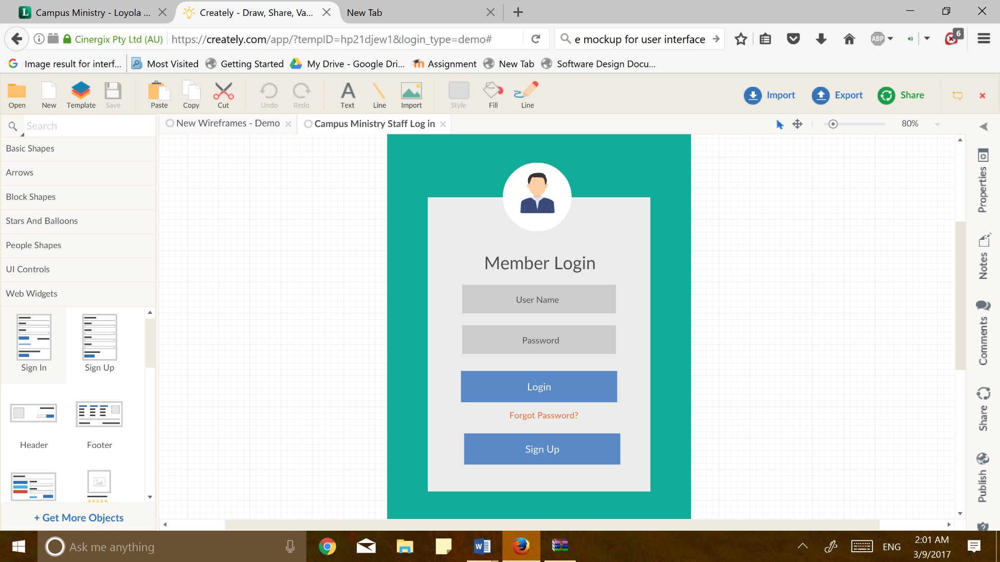 Campus Ministry - Loyola ...
Creately - Draw, Share, Va...
New Tab
Cinergix Pty Ltd (AU)
https://creately.com/app/?tempID=hp21djew1&login_type=demo#
e mockup for user interface
ABP
6
Image result for interf...
Most Visited
Getting Started
My Drive - Google Dri...
Assignment
New Tab
Software Design Docu...
Open
New
Template
Save
Paste
Copy
Cut
Undo
Redo
Text
Line
Import
Style
Fill
Line
Import
Export
Share
Search
New Wireframes - Demo
Campus Ministry Staff Log in
80%
Basic Shapes
Arrows
Block Shapes
Stars And Balloons
People Shapes
UI Controls
Web Widgets
Sign In
Sign Up
Header
Footer
+ Get More Objects
Member Login
User Name
Password
Login
Forgot Password?
Sign Up
Properties
Notes
Comments
Share
Publish
Ask me anything
ENG
2:01 AM
3/9/2017